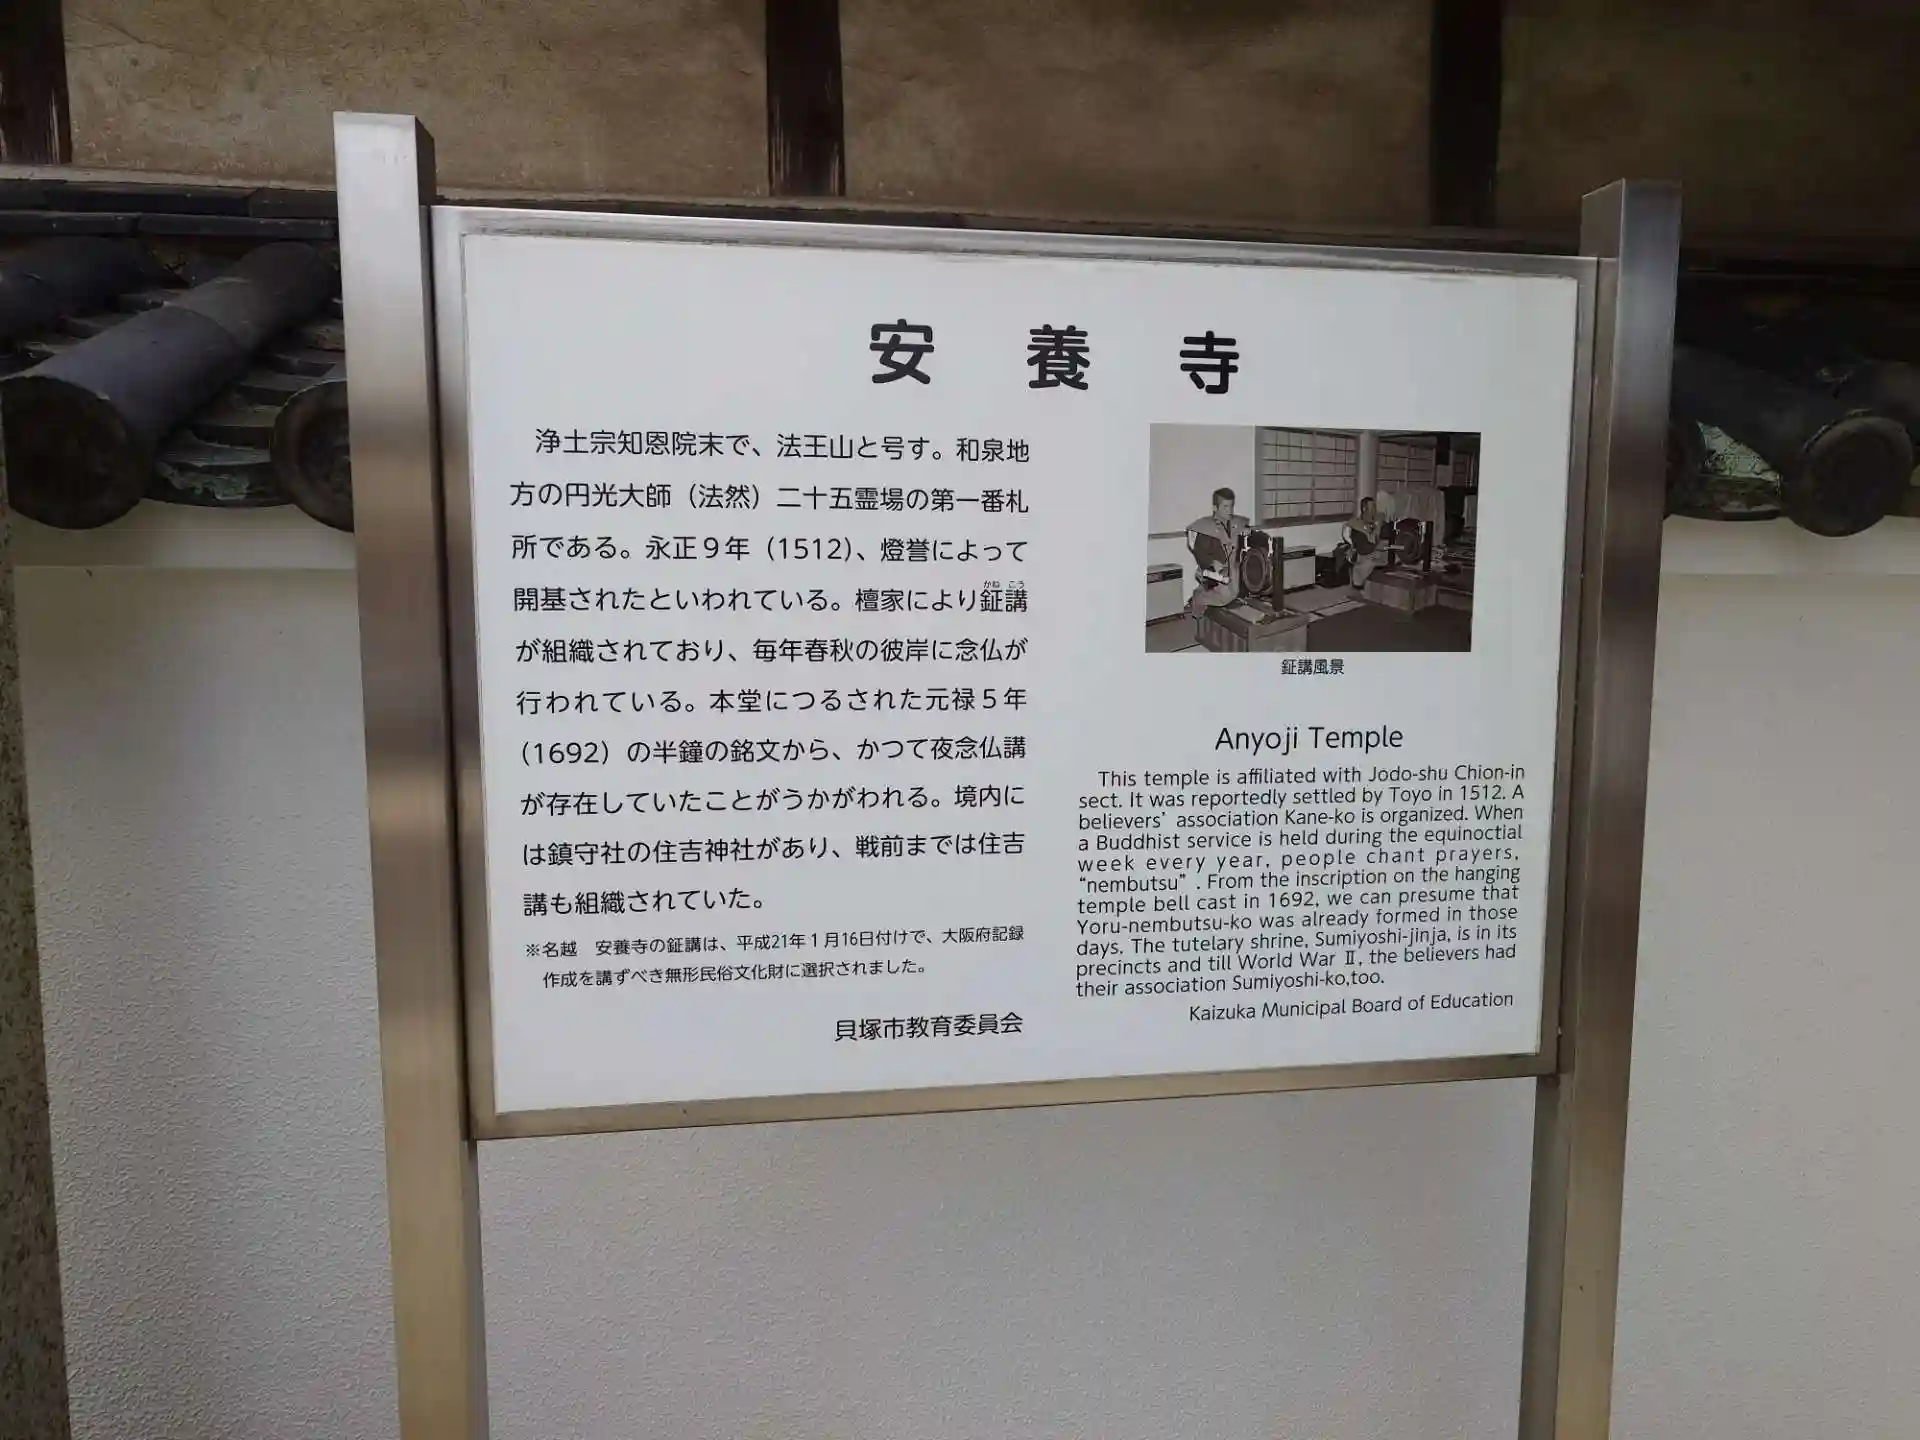 安養寺
浄土宗知恩院末で、法王山と号す。和泉地
方の円光大師（法然）二十五霊場の第一番札
所である。永正９年（1512）、燈誉によって
開基されたといわれている。檀家により鉦講
かね こう
が組織されており、毎年春秋の彼岸に念仏が
行われている。本堂につるされた元禄５年
（1692）の半鐘の銘文から、かつて夜念仏講
が存在していたことがうかがわれる。境内に
は鎮守社の住吉神社があり、戦前までは住吉
講も組織されていた。
※名越　安養寺の鉦講は、平成21年１月16日付けで、大阪府記録
作成を講ずべき無形民俗文化財に選択されました。
貝塚市教育委員会
鉦講風景
Anyoji Temple
This temple is affiliated with Jodo-shu Chion-in
sect. It was reportedly settled by Toyo in 1512. A
believers’ association Kane-ko is organized. When
a Buddhist service is held during the equinoctial
week every year, people chant prayers,
“nembutsu” . From the inscription on the hanging
temple bell cast in 1692, we can presume that
Yoru-nembutsu-ko was already formed in those
days. The tutelary shrine, Sumiyoshi-jinja, is in its
precincts and till World War Ⅱ, the believers had
their association Sumiyoshi-ko,too.
Kaizuka Municipal Board of Education